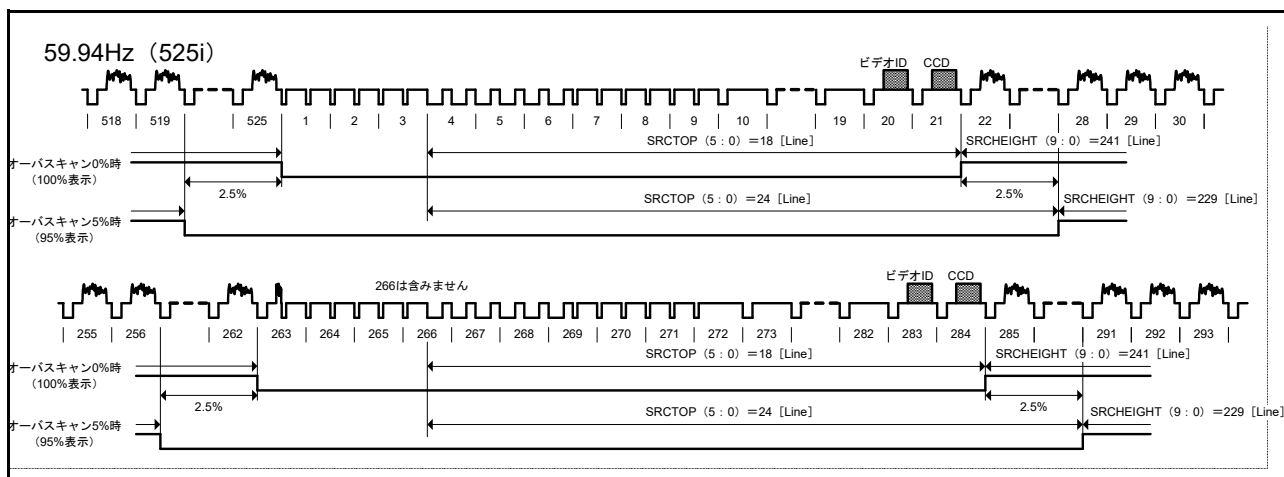 59.94Hz（525i）
ビデオID CCD
518 519 525 1 2 3 4 5 6 7 8 9 10 19 20 21 22 28 29 30
オーバスキャン0%時
(100%表示)
SRCTOP（5：0）＝18［Line］
SRCHEIGHT（9：0）＝241［Line］
2.5%
2.5%
オーバスキャン5%時
(95%表示)
SRCTOP（5：0）＝24［Line］
SRCHEIGHT（9：0）＝229［Line］
266は含みません
ビデオID CCD
255 256 262 263 264 265 266 267 268 269 270 271 272 273 282 283 284 285 291 292 293
オーバスキャン0%時
(100%表示)
SRCTOP（5：0）＝18［Line］
SRCHEIGHT（9：0）＝241［Line］
2.5%
2.5%
オーバスキャン5%時
(95%表示)
SRCTOP（5：0）＝24［Line］
SRCHEIGHT（9：0）＝229［Line］